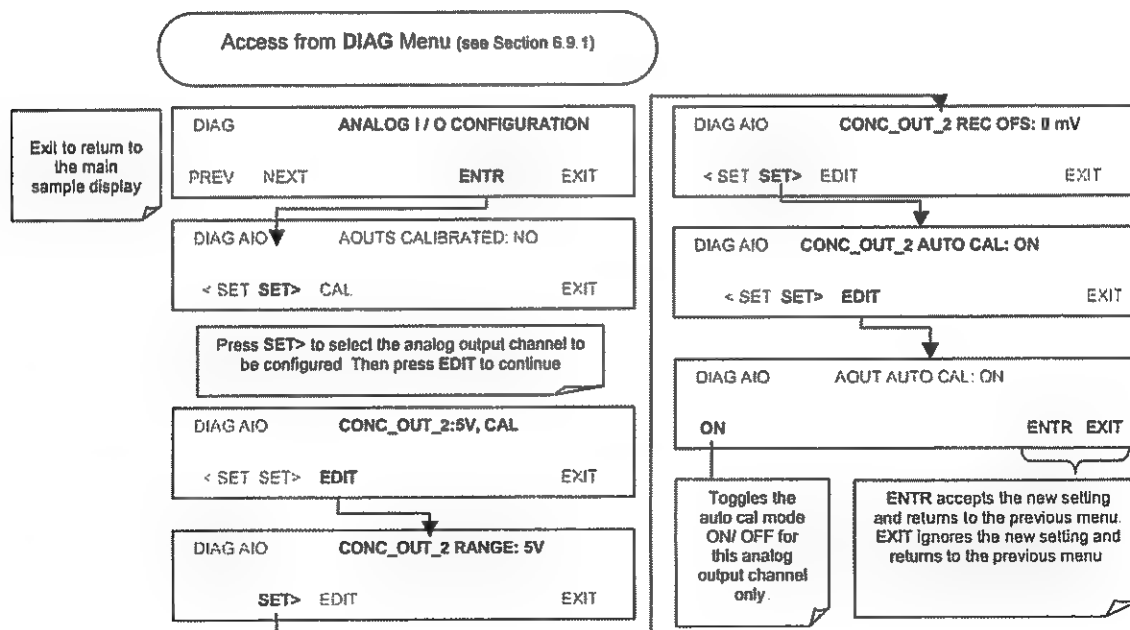 Access from DIAG Menu (see Section 6.9.1)
Exit to return to
the main
sample display
DIAG ANALOG I / O CONFIGURATION
PREV NEXT ENTR EXIT
DIAG AIO AOUTS CALIBRATED: NO
< SET SET> CAL EXIT
Press SET> to select the analog output channel to
be configured Then press EDIT to continue
DIAG AIO CONC_OUT_2:5V, CAL
< SET SET> EDIT EXIT
DIAG AIO CONC_OUT_2 RANGE: 5V
SET> EDIT EXIT
DIAG AIO CONC_OUT_2 REC OFS: 0 mV
< SET SET> EDIT EXIT
DIAG AIO CONC_OUT_2 AUTO CAL: ON
< SET SET> EDIT EXIT
DIAG AIO AOUT AUTO CAL: ON
ON ENTR EXIT
Toggles the
auto cal mode
ON/ OFF for
this analog
output channel
only.
ENTR accepts the new setting
and returns to the previous menu.
EXIT ignores the new setting and
returns to the previous menu